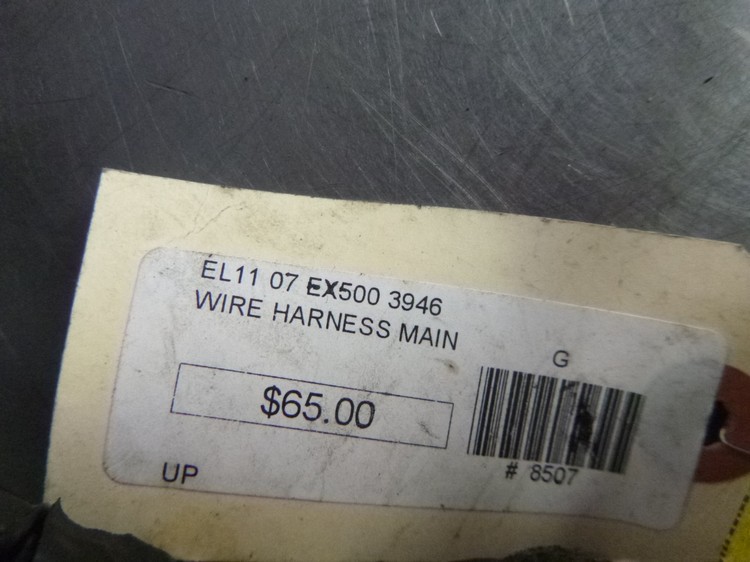 EL11 07 EX500 3946
WIRE HARNESS MAIN
G
$65.00
# 8507
UP